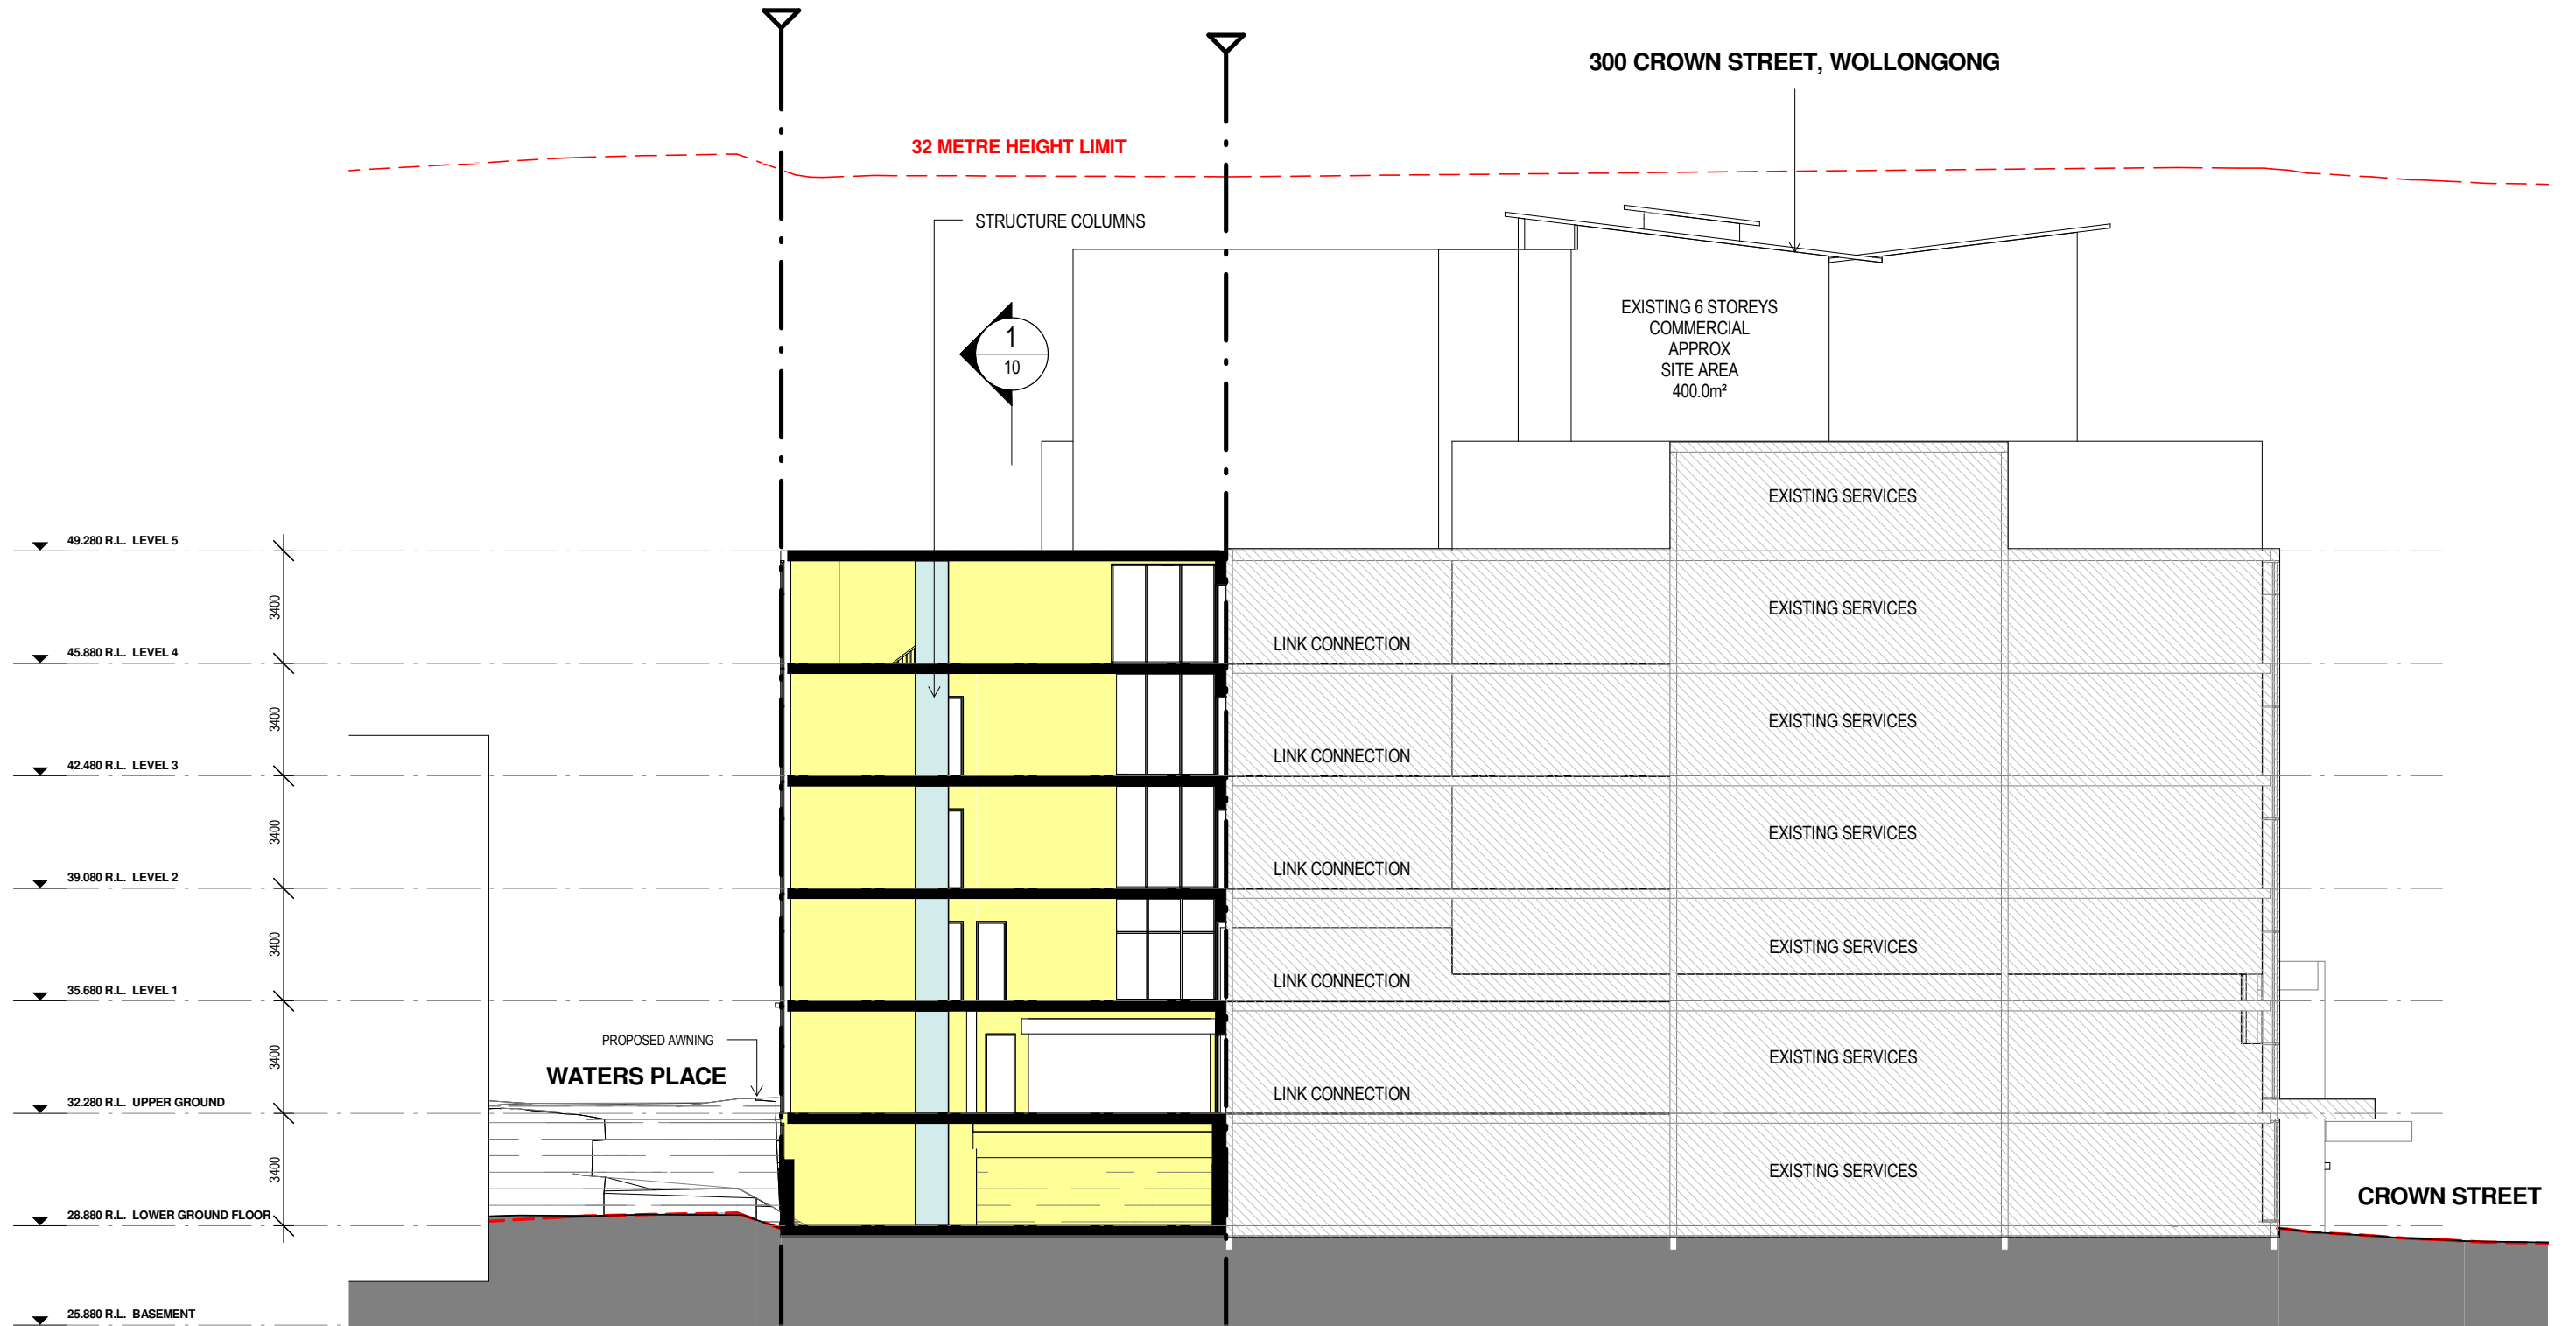 300 CROWN STREET, WOLLONGONG
32 METRE HEIGHT LIMIT
STRUCTURE COLUMNS
1
10
EXISTING 6 STOREYS
COMMERCIAL
APPROX
SITE AREA
400.0m²
EXISTING SERVICES
49.280 R.L. LEVEL 5
3400
EXISTING SERVICES
LINK CONNECTION
45.880 R.L. LEVEL 4
3400
EXISTING SERVICES
LINK CONNECTION
42.480 R.L. LEVEL 3
3400
EXISTING SERVICES
LINK CONNECTION
39.080 R.L. LEVEL 2
3400
EXISTING SERVICES
LINK CONNECTION
35.680 R.L. LEVEL 1
3400
PROPOSED AWNING
EXISTING SERVICES
WATERS PLACE
LINK CONNECTION
32.280 R.L. UPPER GROUND
3400
EXISTING SERVICES
CROWN STREET
28.880 R.L. LOWER GROUND FLOOR
25.880 R.L. BASEMENT